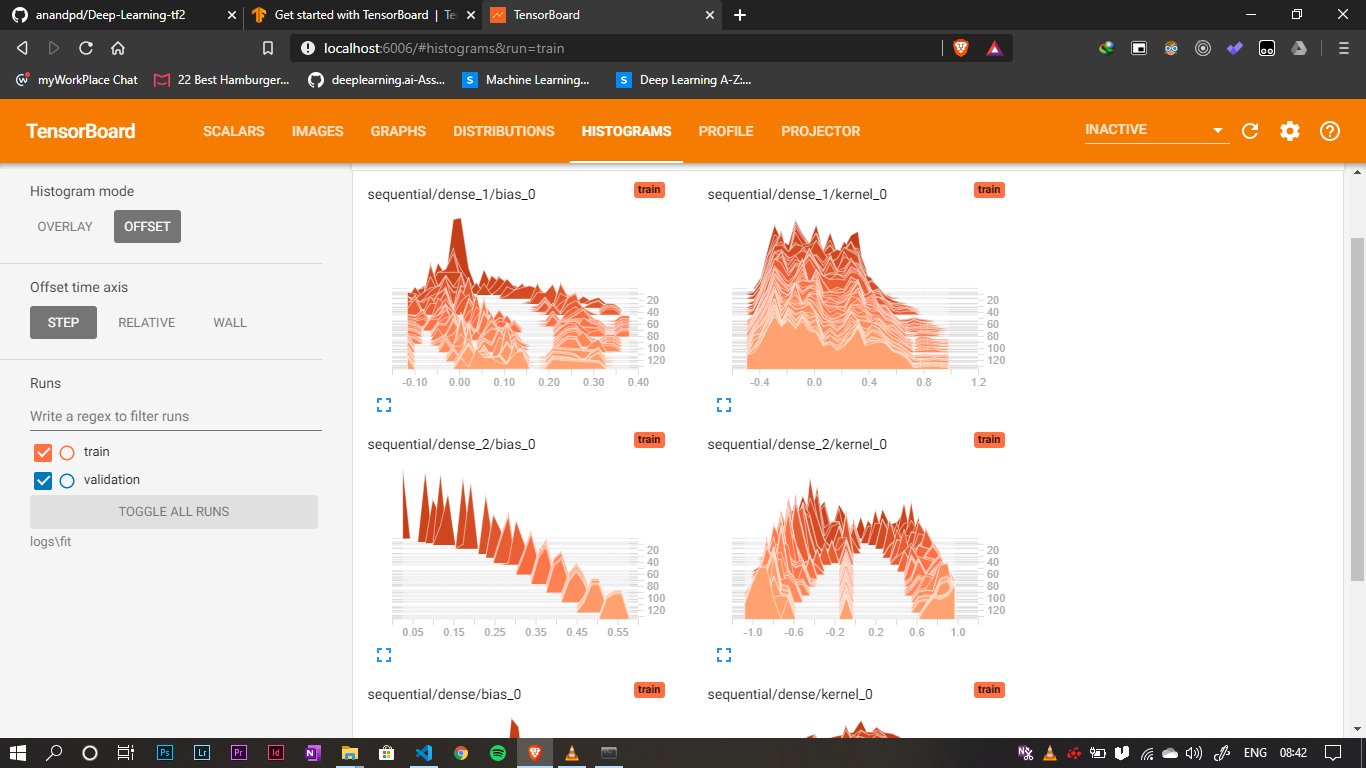 anandpd/Deep-Learning-tf2
Get started with TensorBoard | Te
TensorBoard
localhost:6006/#histograms&run=train
myWorkPlace Chat
22 Best Hamburger...
deeplearning.ai-Ass...
S
Machine Learning...
S
Deep Learning A-Z:...
TensorBoard
SCALARS
IMAGES
GRAPHS
DISTRIBUTIONS
HISTOGRAMS
PROFILE
PROJECTOR
INACTIVE
Histogram mode
OVERLAY
OFFSET
Offset time axis
STEP
RELATIVE
WALL
Runs
Write a regex to filter runs
train
validation
TOGGLE ALL RUNS
logs\fit
sequential/dense_1/bias_0
train
20
40
60
80
100
120
-0.10 0.00 0.10 0.20 0.30 0.40
sequential/dense_1/kernel_0
train
20
40
60
80
100
120
-0.4 0.0 0.4 0.8 1.2
sequential/dense_2/bias_0
train
20
40
60
80
100
120
0.05 0.15 0.25 0.35 0.45 0.55
sequential/dense_2/kernel_0
train
20
40
60
80
100
120
-1.0 -0.6 -0.2 0.2 0.6 1.0
sequential/dense/bias_0
train
sequential/dense/kernel_0
train
Ps
Lr
Pr
Id
N
ENG
08:42